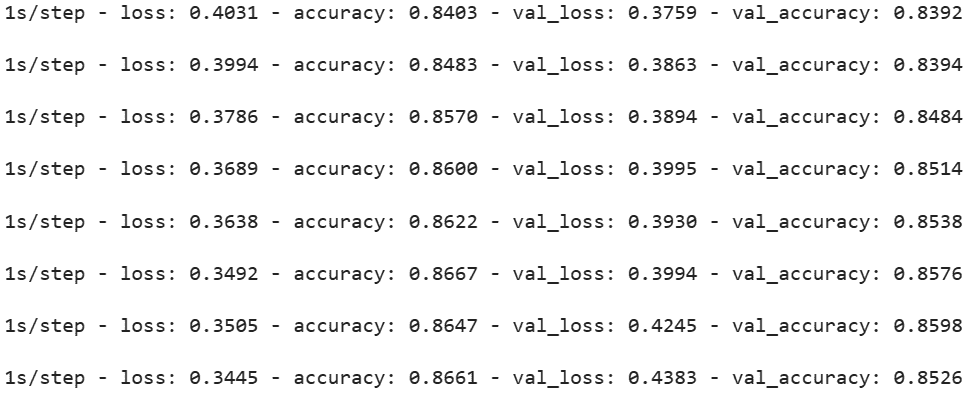 1s/step - loss: 0.4031 - accuracy: 0.8403 - val_loss: 0.3759 - val_accuracy: 0.8392
1s/step - loss: 0.3994 - accuracy: 0.8483 - val_loss: 0.3863 - val_accuracy: 0.8394
1s/step - loss: 0.3786 - accuracy: 0.8570 - val_loss: 0.3894 - val_accuracy: 0.8484
1s/step - loss: 0.3689 - accuracy: 0.8600 - val_loss: 0.3995 - val_accuracy: 0.8514
1s/step - loss: 0.3638 - accuracy: 0.8622 - val_loss: 0.3930 - val_accuracy: 0.8538
1s/step - loss: 0.3492 - accuracy: 0.8667 - val_loss: 0.3994 - val_accuracy: 0.8576
1s/step - loss: 0.3505 - accuracy: 0.8647 - val_loss: 0.4245 - val_accuracy: 0.8598
1s/step - loss: 0.3445 - accuracy: 0.8661 - val_loss: 0.4383 - val_accuracy: 0.8526